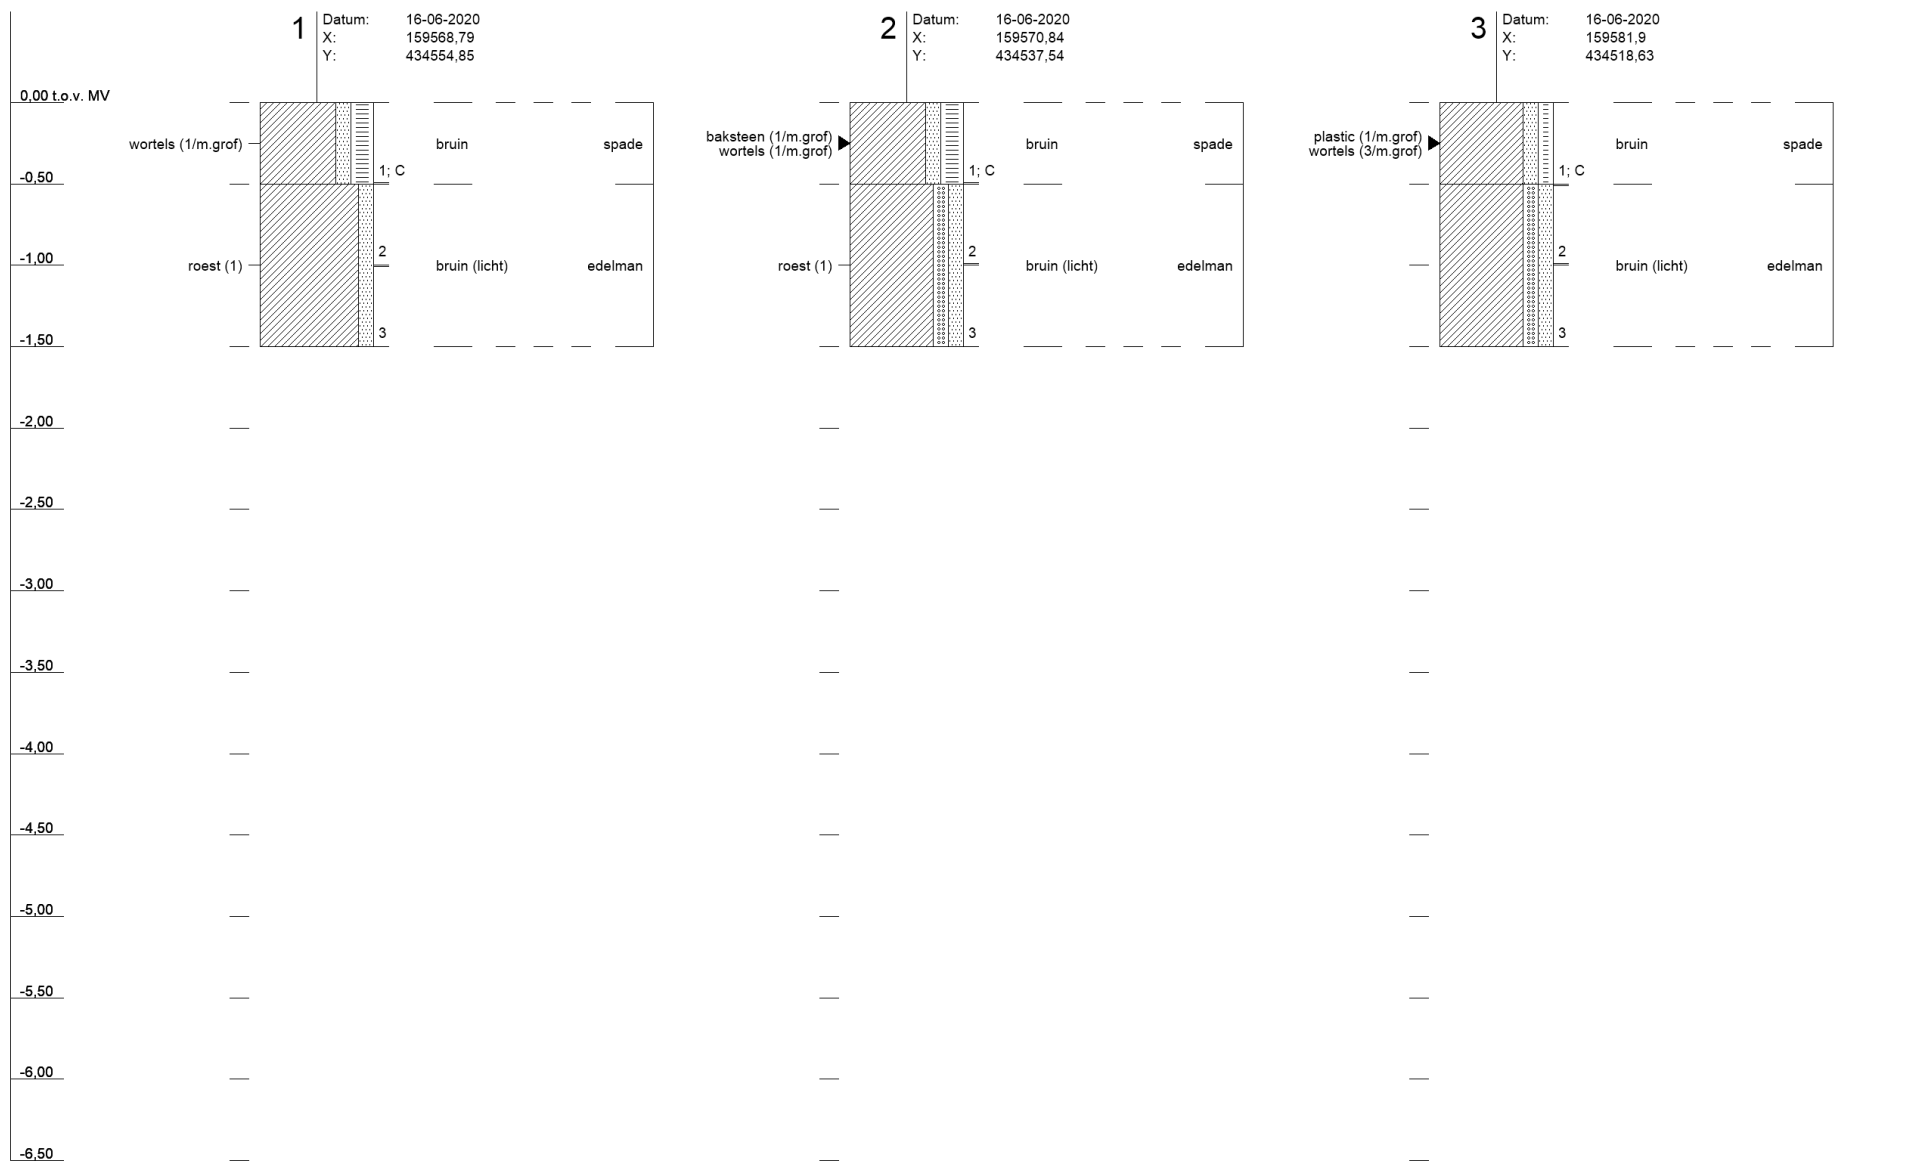 1
Datum: 16-06-2020
X: 159568,79
Y: 434554,85
2
Datum: 16-06-2020
X: 159570,84
Y: 434537,54
3
Datum: 16-06-2020
X: 159581,9
Y: 434518,63
0,00 t.o.v. MV
-0,50
-1,00
-1,50
-2,00
-2,50
-3,00
-3,50
-4,00
-4,50
-5,00
-5,50
-6,00
-6,50
wortels (1/m.grof)
bruin
spade
1; C
roest (1)
2
bruin (licht)
edelman
3
baksteen (1/m.grof)
wortels (1/m.grof)
bruin
spade
1; C
roest (1)
2
bruin (licht)
edelman
3
plastic (1/m.grof)
wortels (3/m.grof)
bruin
spade
1; C
2
bruin (licht)
edelman
3